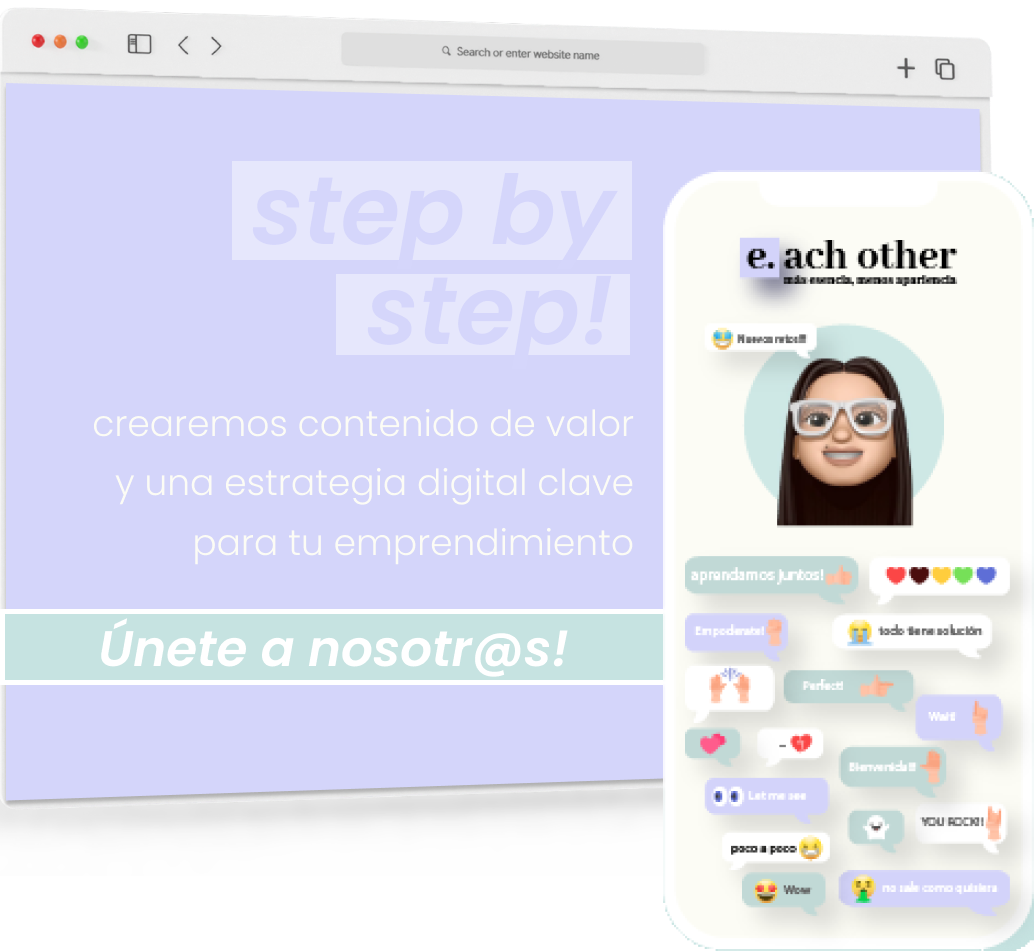 Search or enter website name
step by
step!
crearemos contenido de valor
y una estrategia digital clave
para tu emprendimiento
Únete a nosotr@s!
e. ach other
más esencia, menos apariencia
Nuevos retos!!!
aprendamos juntos!
Empoderate!
todo tiene solución
Perfect!
Wait!
Bienvenida!!
Let me see
YOU ROCK!!
poco a poco
Wow
no sale como quisiera